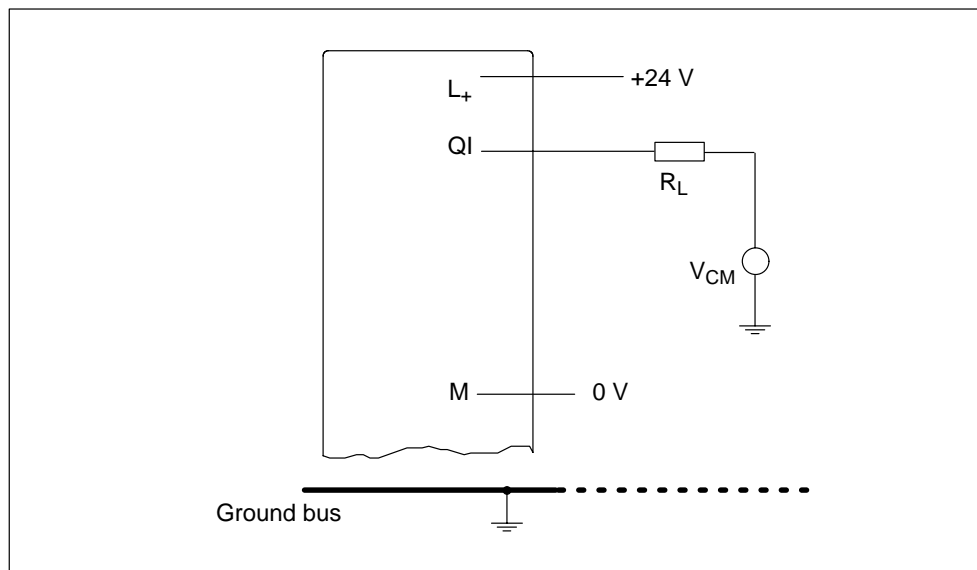 L+ +24 V
QI
RL
VCM
M 0 V
Ground bus